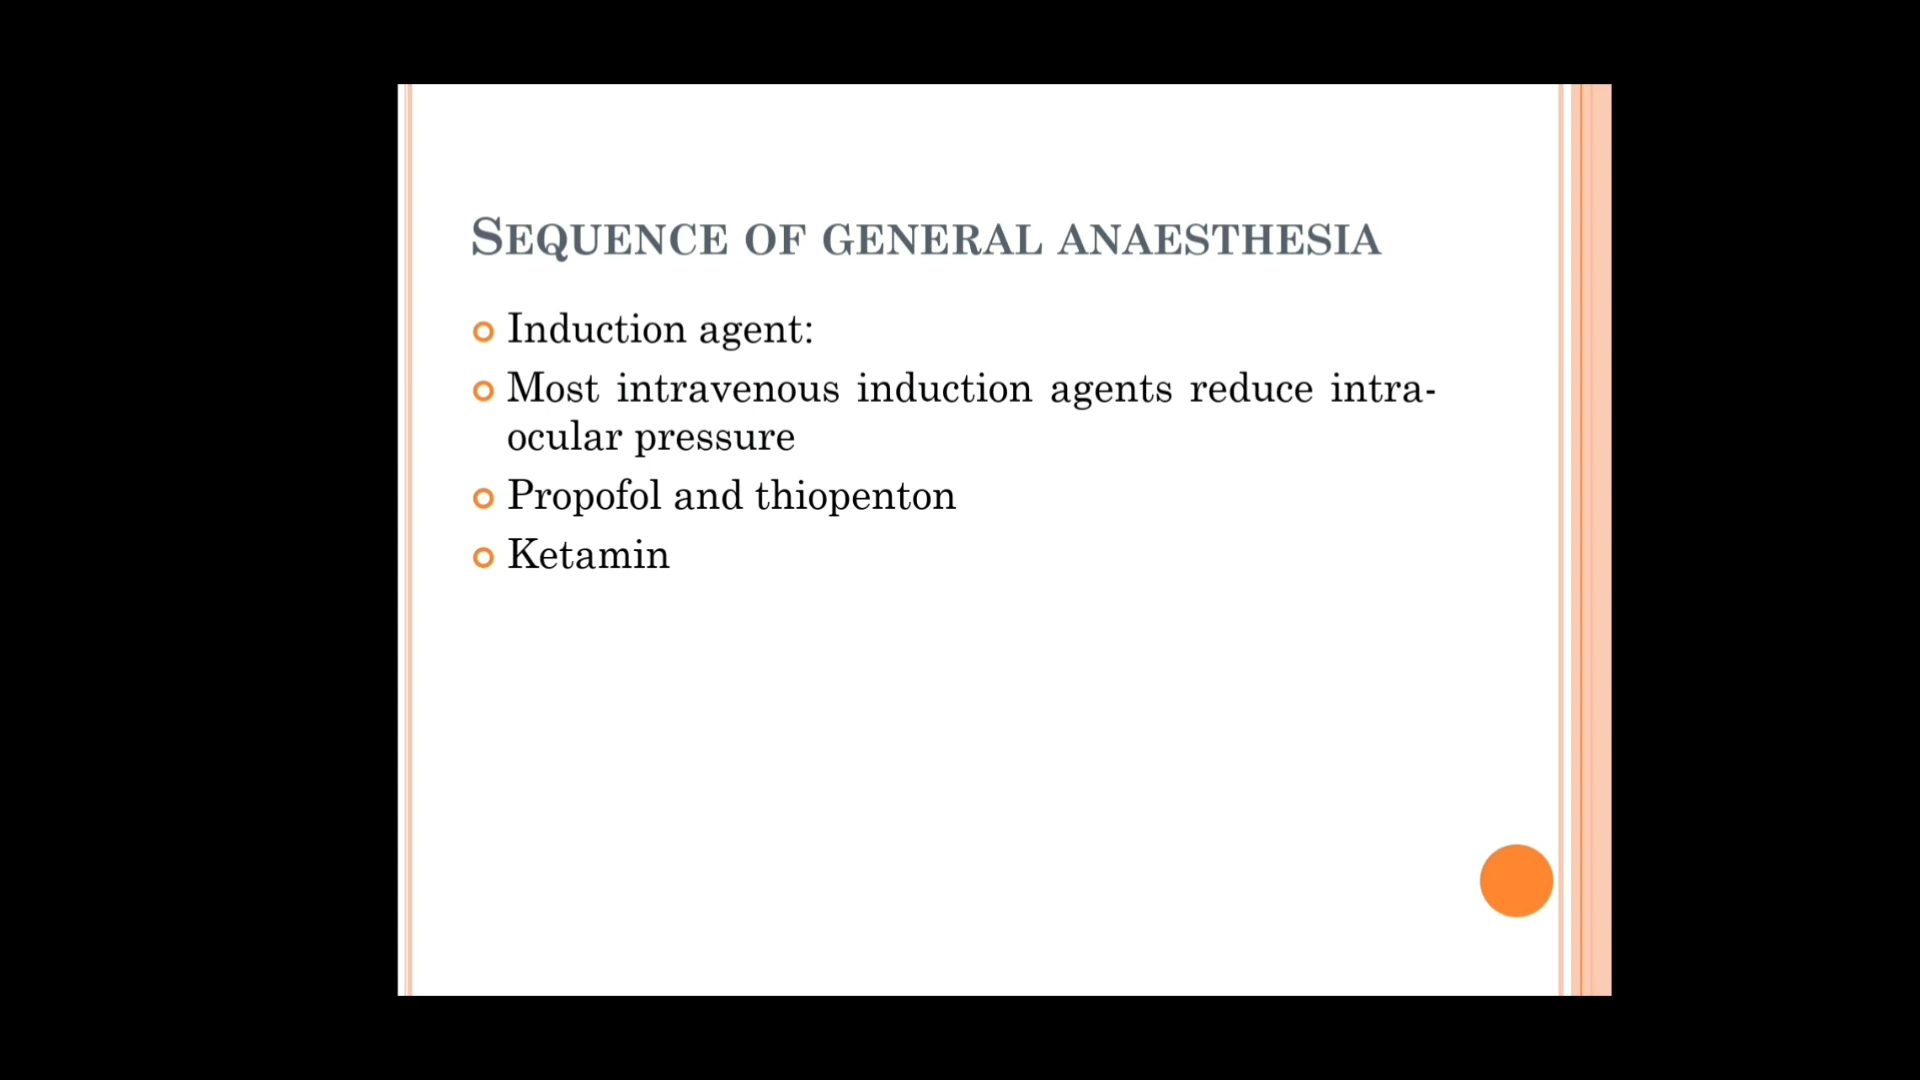 SEQUENCE OF GENERAL ANAESTHESIA
Induction agent:
Most intravenous induction agents reduce intra-
ocular pressure
Propofol and thiopenton
Ketamin